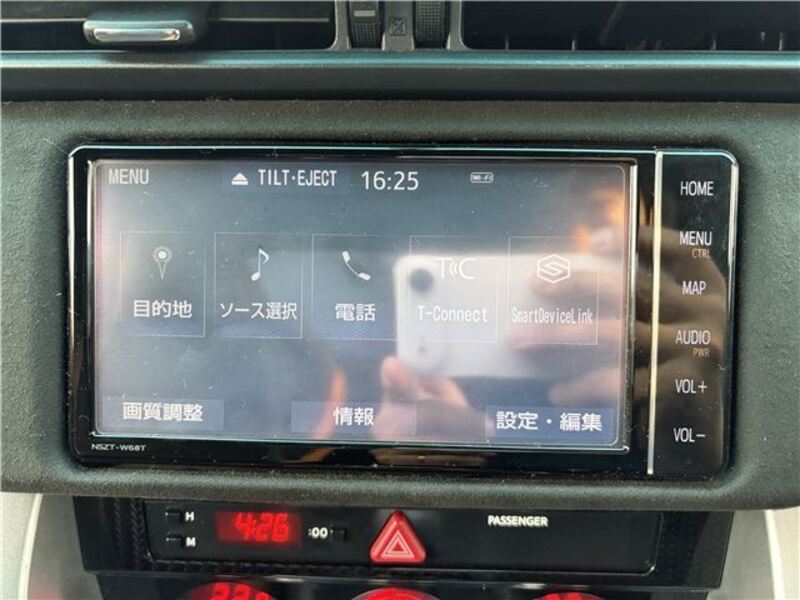 MENU TILT・EJECT 16:25 Wi-Fi
目的地 ソース選択 電話 T-Connect SmartDeviceLink
画質調整 情報 設定・編集
NSZT-W68T
HOME
MENU
CTRL
MAP
AUDIO
PWR
VOL+
VOL-
H
M
4:26
:00
PASSENGER